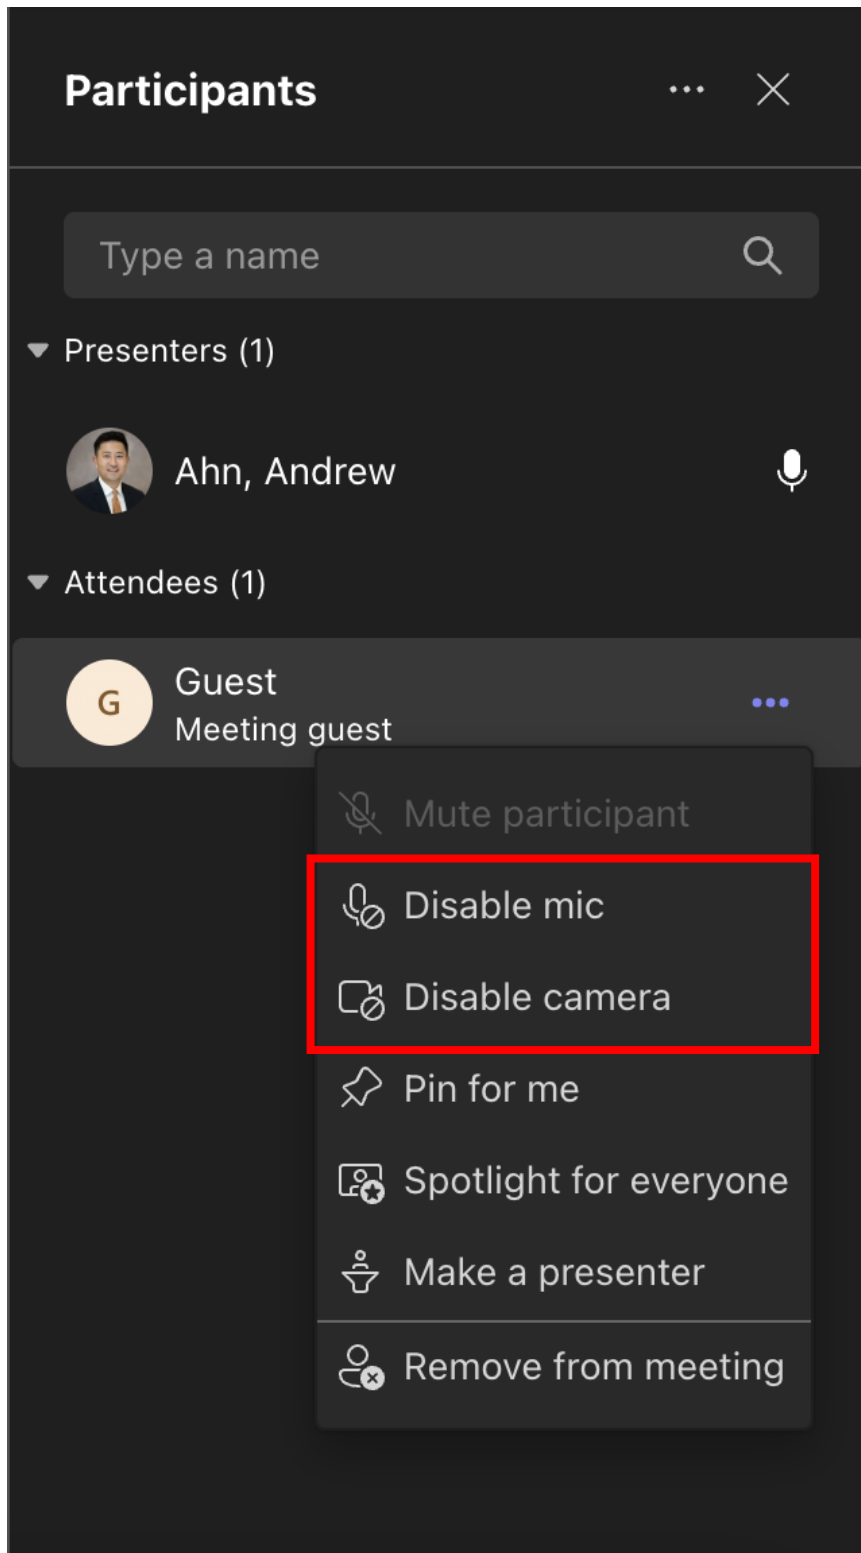 Participants
Type a name
Presenters (1)
Ahn, Andrew
Attendees (1)
G
Guest
Meeting guest
Mute participant
Disable mic
Disable camera
Pin for me
Spotlight for everyone
Make a presenter
Remove from meeting